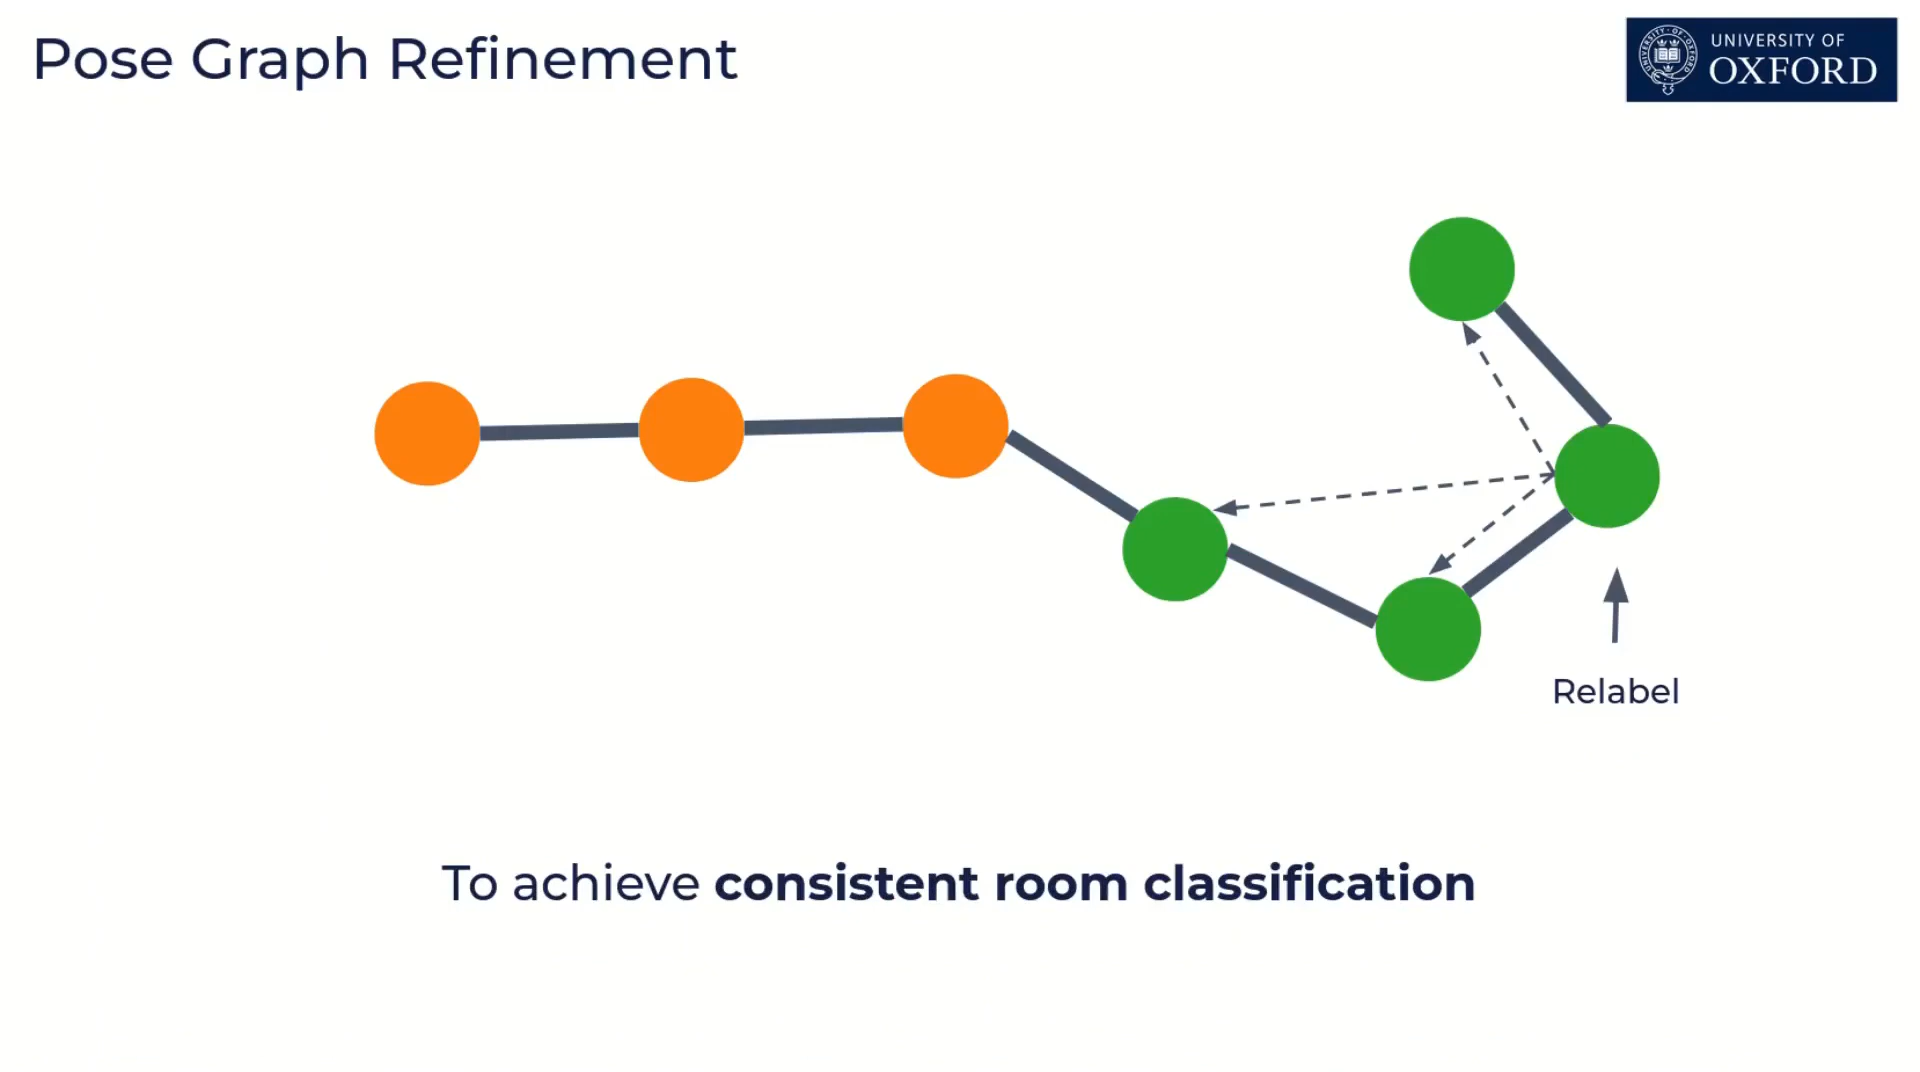 Pose Graph Refinement
UNIVERSITY OF
OXFORD
Relabel
To achieve consistent room classification